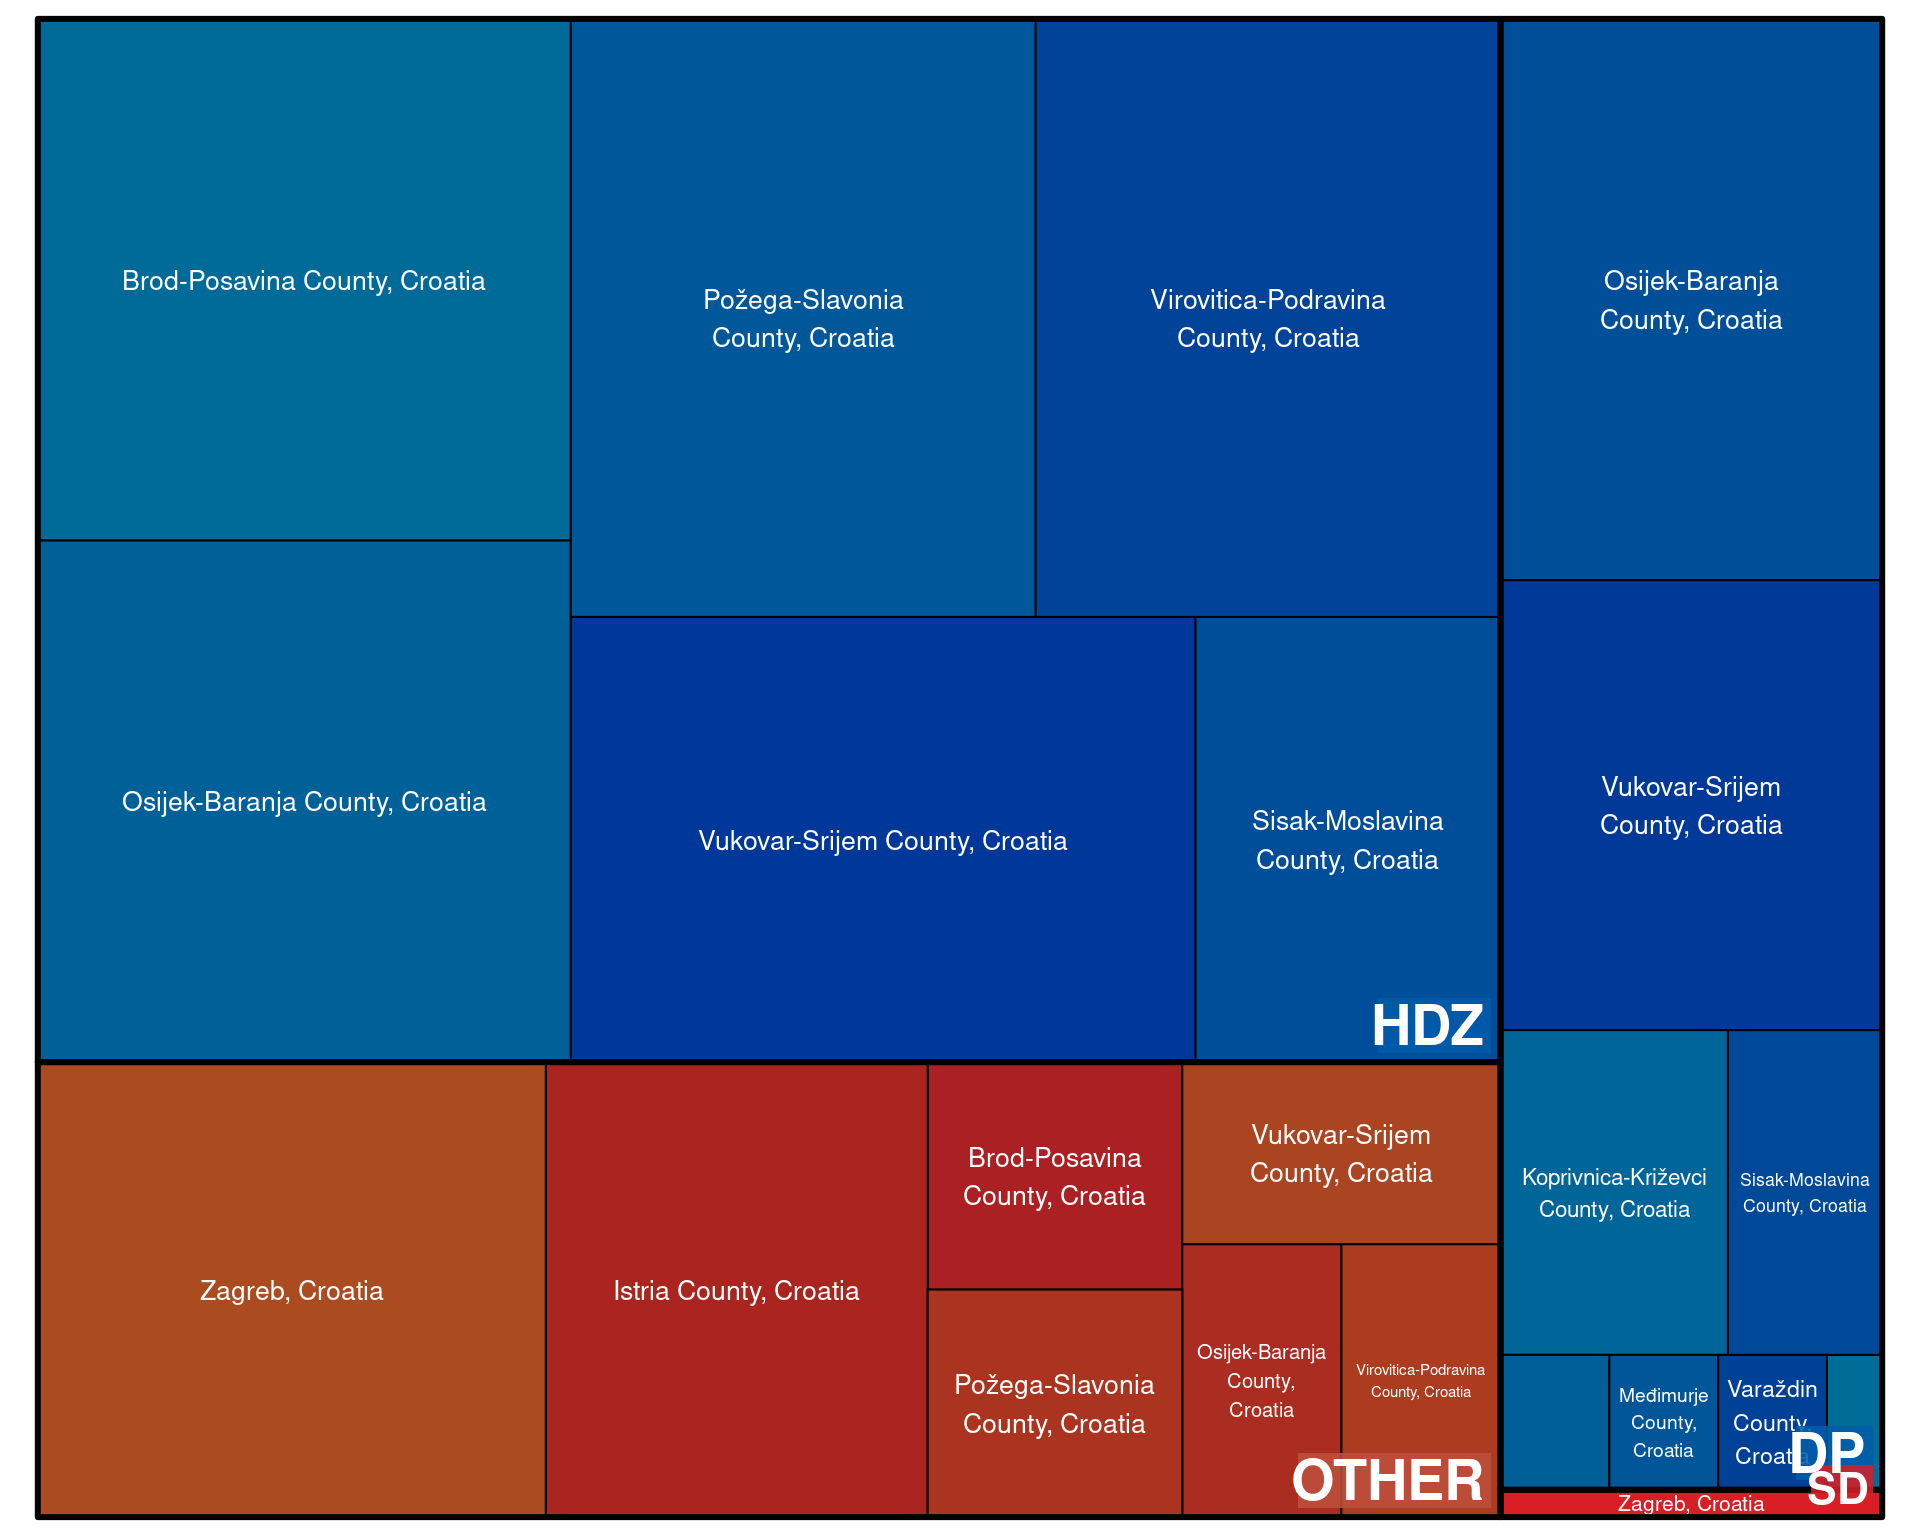 Brod-Posavina County, Croatia
Požega-Slavonia
County, Croatia
Virovitica-Podravina
County, Croatia
Osijek-Baranja
County, Croatia
Osijek-Baranja County, Croatia
Vukovar-Srijem County, Croatia
Sisak-Moslavina
County, Croatia
HDZ
Vukovar-Srijem
County, Croatia
Zagreb, Croatia
Istria County, Croatia
Brod-Posavina
County, Croatia
Požega-Slavonia
County, Croatia
Vukovar-Srijem
County, Croatia
Osijek-Baranja
County,
Croatia
Virovitica-Podravina
County, Croatia
OTHER
Koprivnica-Križevci
County, Croatia
Sisak-Moslavina
County, Croatia
Međimurje
County,
Croatia
Varaždin
County,
Croatia
DP
SD
Zagreb, Croatia